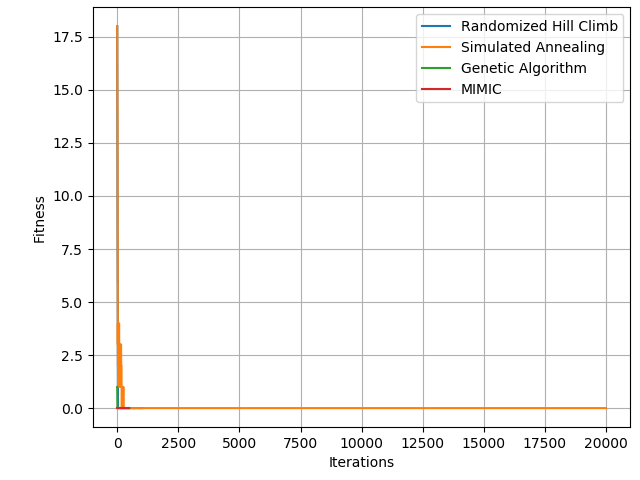 Randomized Hill Climb
Simulated Annealing
Genetic Algorithm
MIMIC
17.5
15.0
12.5
10.0
7.5
5.0
2.5
0.0
Fitness
0 2500 5000 7500 10000 12500 15000 17500 20000
Iterations